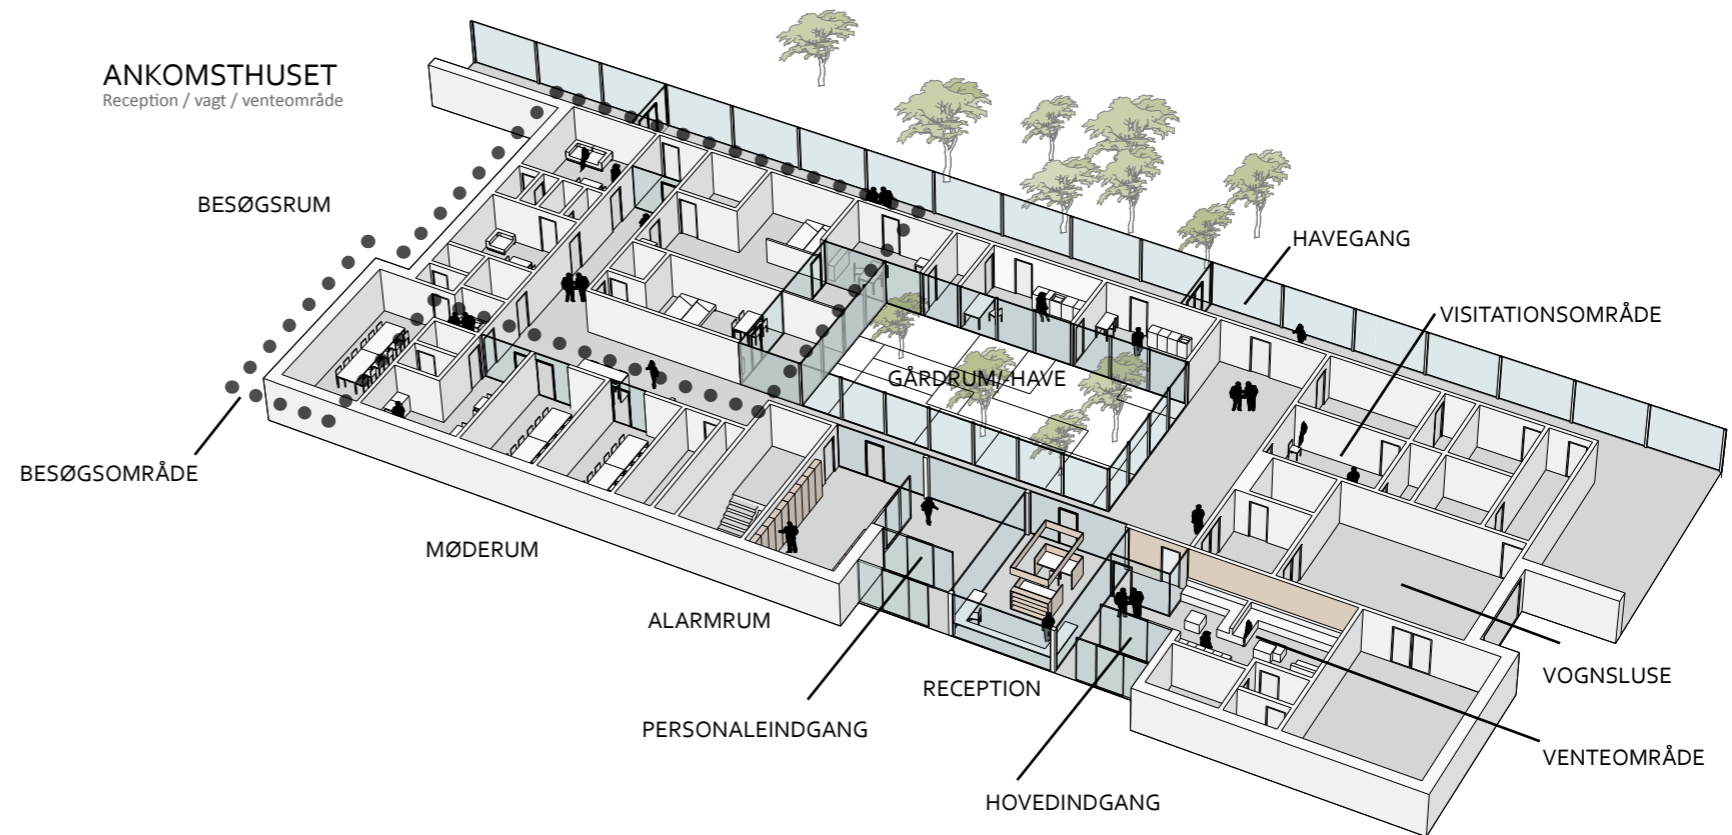 ANKOMSTHUSET
Reception / vagt / venteområde
BESØGSRUM
HAVEGANG
VISITATIONSOMRÅDE
GÅRDRUM/-HAVE
BESØGSOMRÅDE
MØDERUM
ALARMRUM
RECEPTION
VOGNSLUSE
PERSONALEINDGANG
VENTEOMRÅDE
HOVEDINDGANG